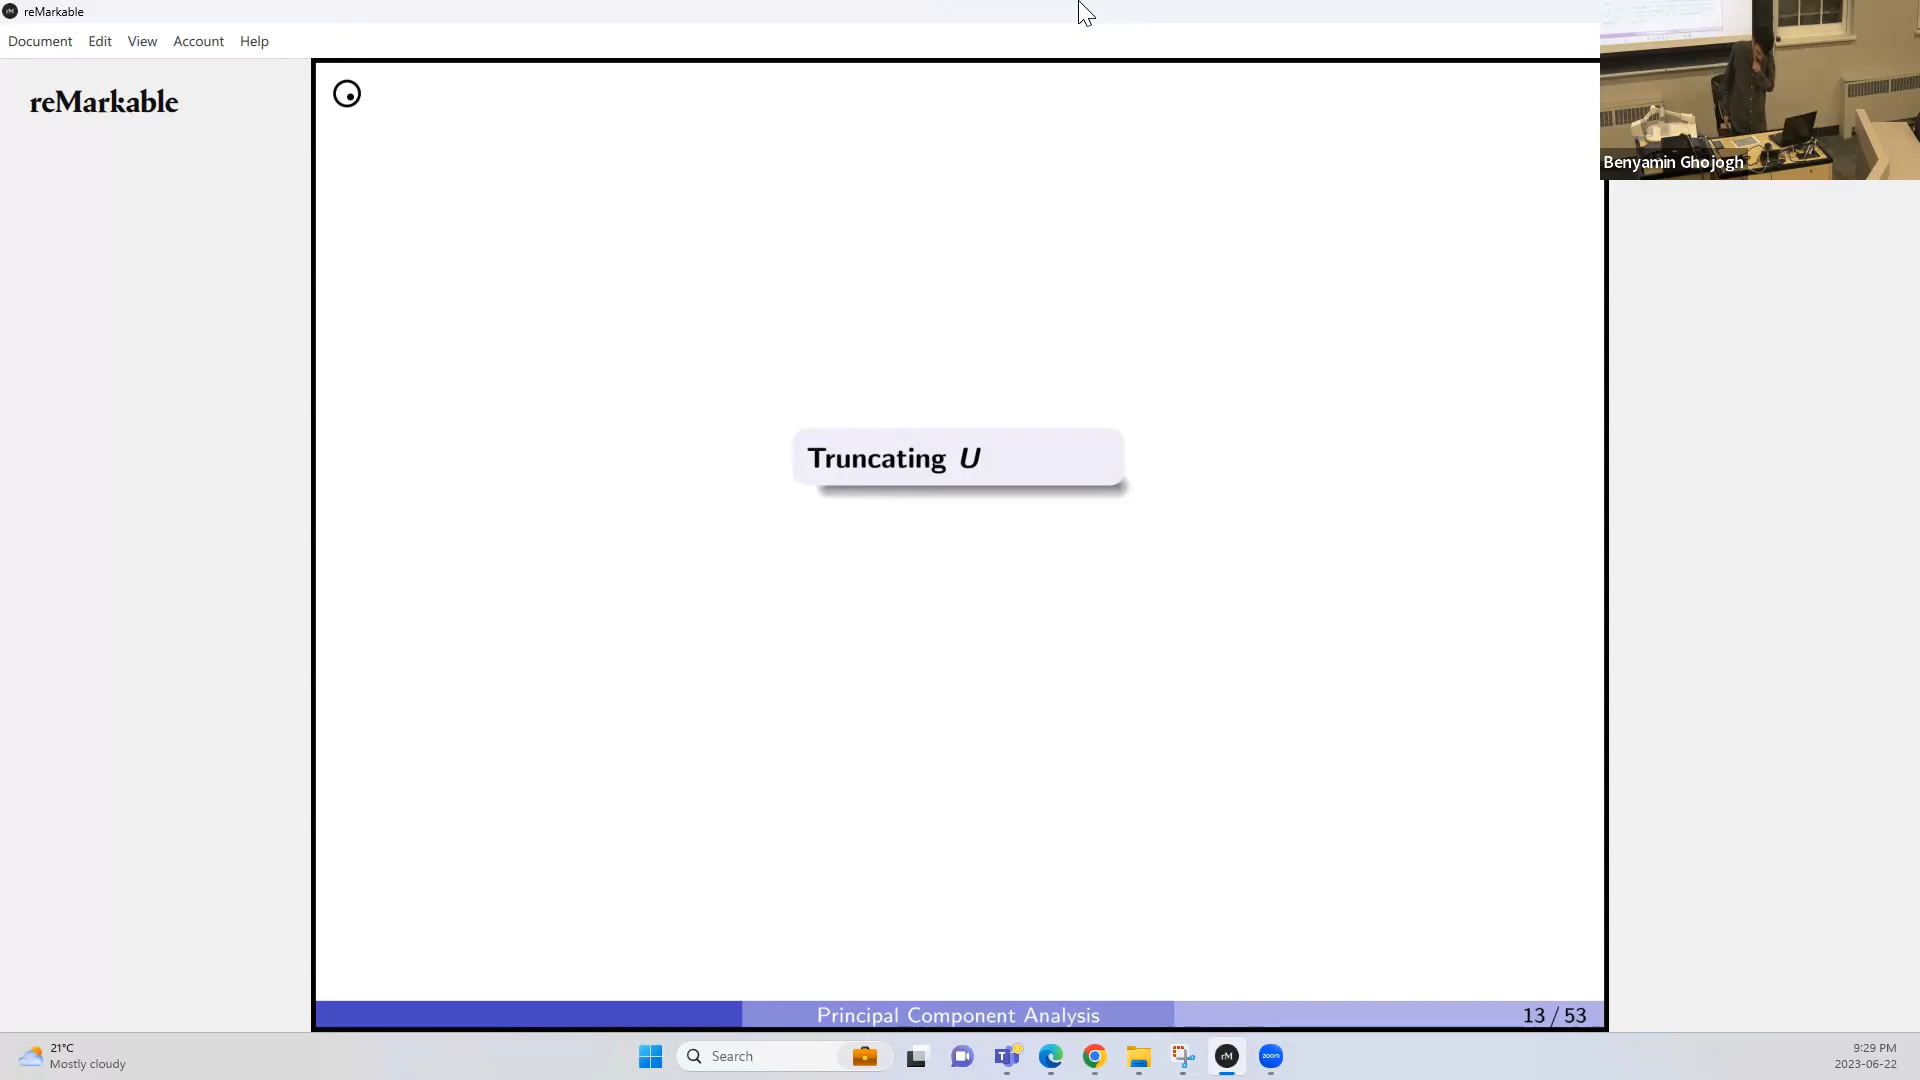 reMarkable
Document Edit View Account Help
reMarkable
Benyamin Ghojogh
Truncating U
Principal Component Analysis
13 / 53
21°C
Mostly cloudy
Search
zoom
9:29 PM
2023-06-22